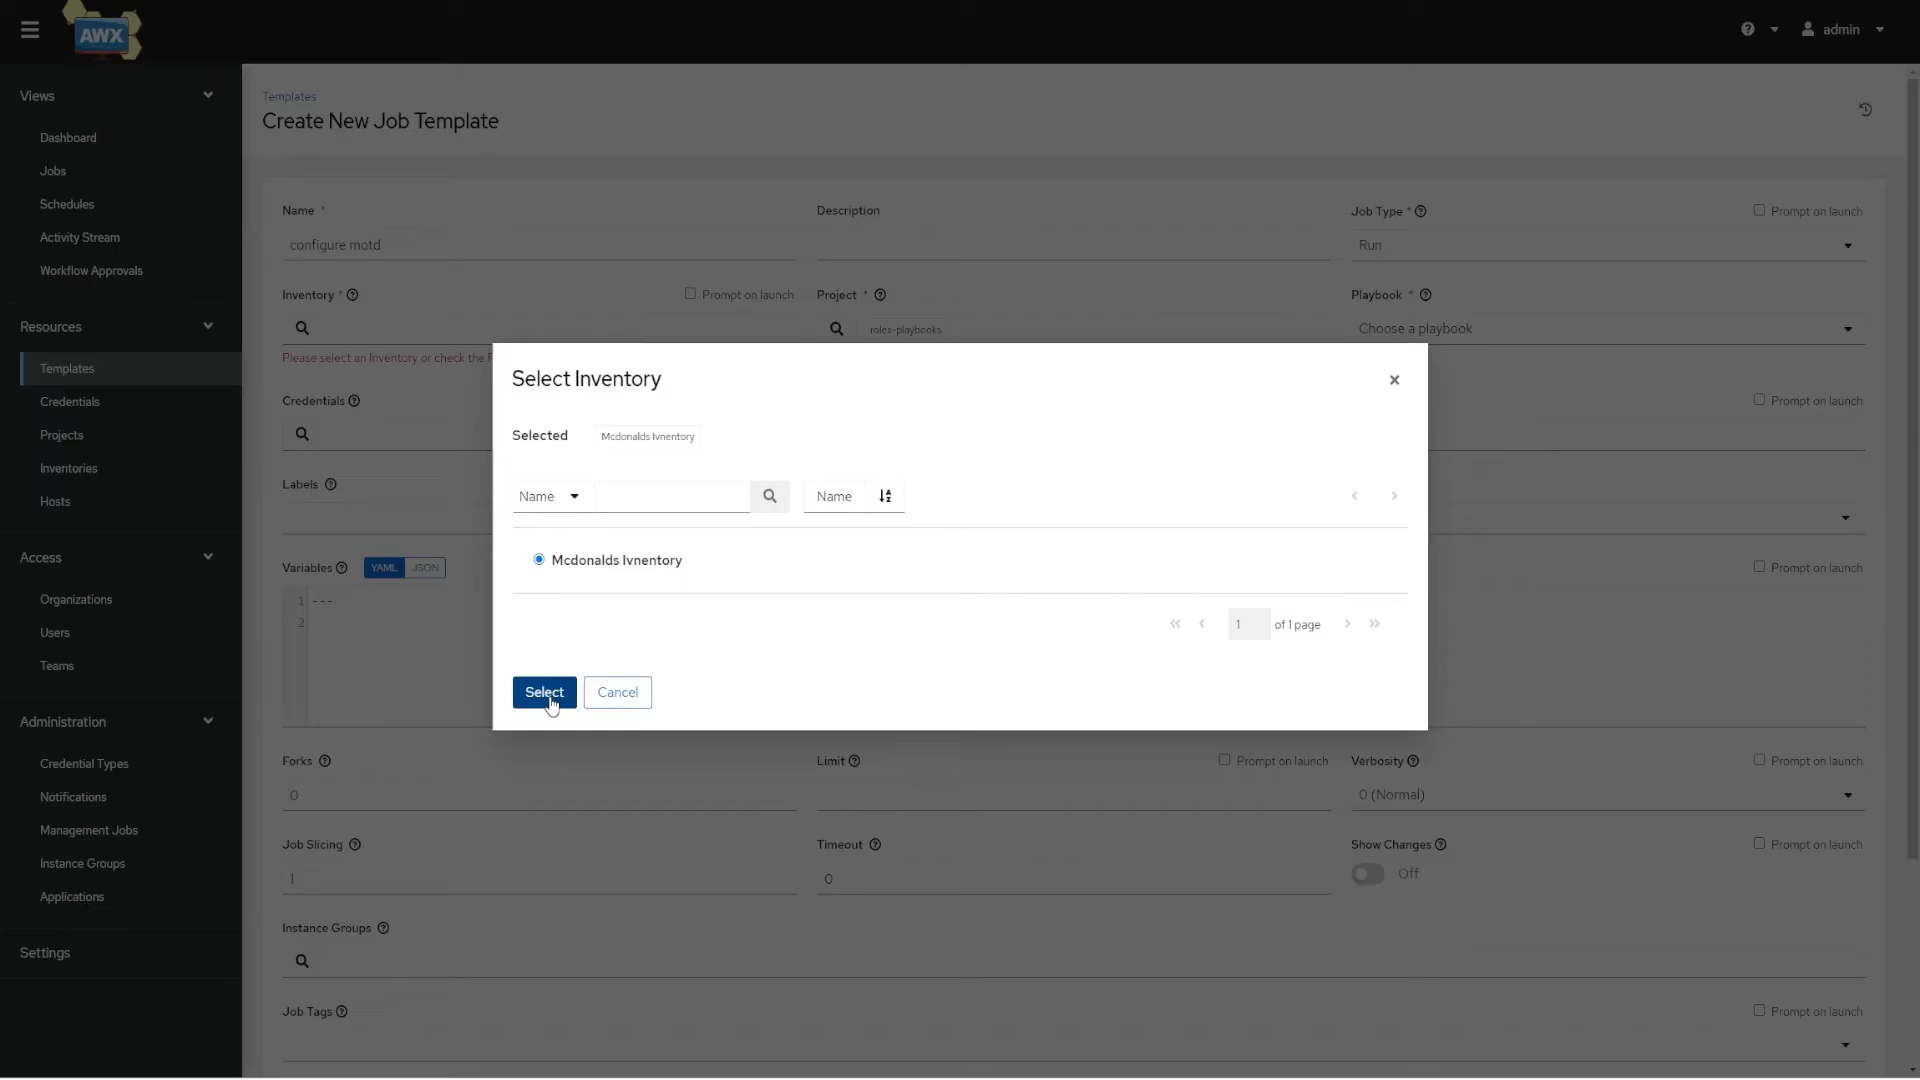 AWX
admin
Views
Dashboard
Jobs
Schedules
Activity Stream
Workflow Approvals
Resources
Templates
Credentials
Projects
Inventories
Hosts
Access
Organizations
Users
Teams
Administration
Credential Types
Notifications
Management Jobs
Instance Groups
Applications
Settings
Templates
Create New Job Template
Name *
Description
Job Type * Prompt on launch
configure motd
Run
Inventory * Prompt on launch
Project *
Playbook *
roles-playbooks
Choose a playbook
Please select an Inventory or check the
Credentials
Prompt on launch
Labels
Variables YAML JSON
Prompt on launch
1 ---
2
Select Inventory
Selected Mcdonalds Ivnentory
Name Name
Mcdonalds Ivnentory
1 of 1 page
Select Cancel
Forks
Limit Prompt on launch
Verbosity Prompt on launch
0
0 (Normal)
Job Slicing
Timeout
Show Changes Prompt on launch
1
0
Off
Instance Groups
Job Tags Prompt on launch